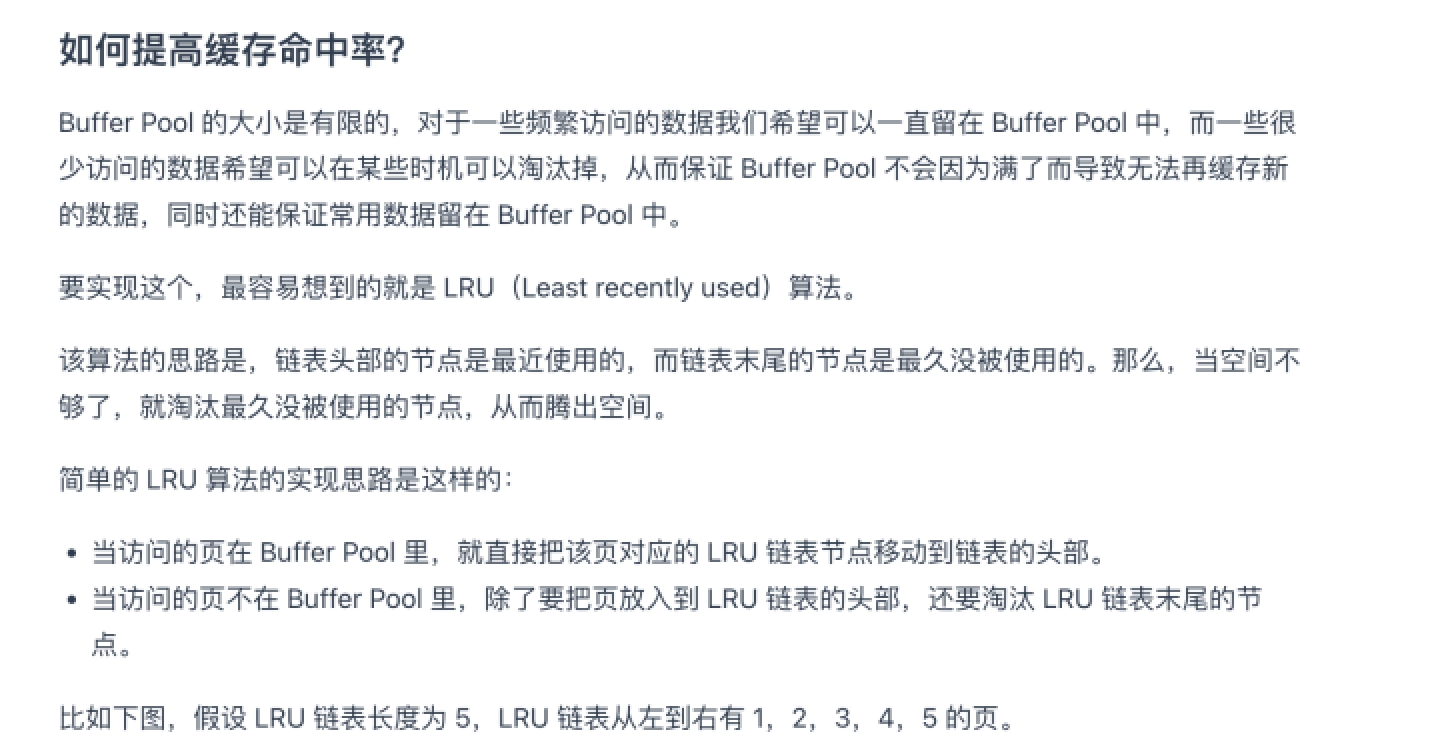 如何提高缓存命中率？
Buffer Pool 的大小是有限的，对于一些频繁访问的数据我们希望可以一直留在 Buffer Pool 中，而一些很
少访问的数据希望可以在某些时机可以淘汰掉，从而保证 Buffer Pool 不会因为满了而导致无法再缓存新
的数据，同时还能保证常用数据留在 Buffer Pool 中。
要实现这个，最容易想到的就是 LRU（Least recently used）算法。
该算法的思路是，链表头部的节点是最近使用的，而链表末尾的节点是最久没被使用的。那么，当空间不
够了，就淘汰最久没被使用的节点，从而腾出空间。
简单的 LRU 算法的实现思路是这样的：
• 当访问的页在 Buffer Pool 里，就直接把该页对应的 LRU 链表节点移动到链表的头部。
• 当访问的页不在 Buffer Pool 里，除了要把页放入到 LRU 链表的头部，还要淘汰 LRU 链表末尾的节
点。
比如下图，假设 LRU 链表长度为 5，LRU 链表从左到右有 1，2，3，4，5 的页。